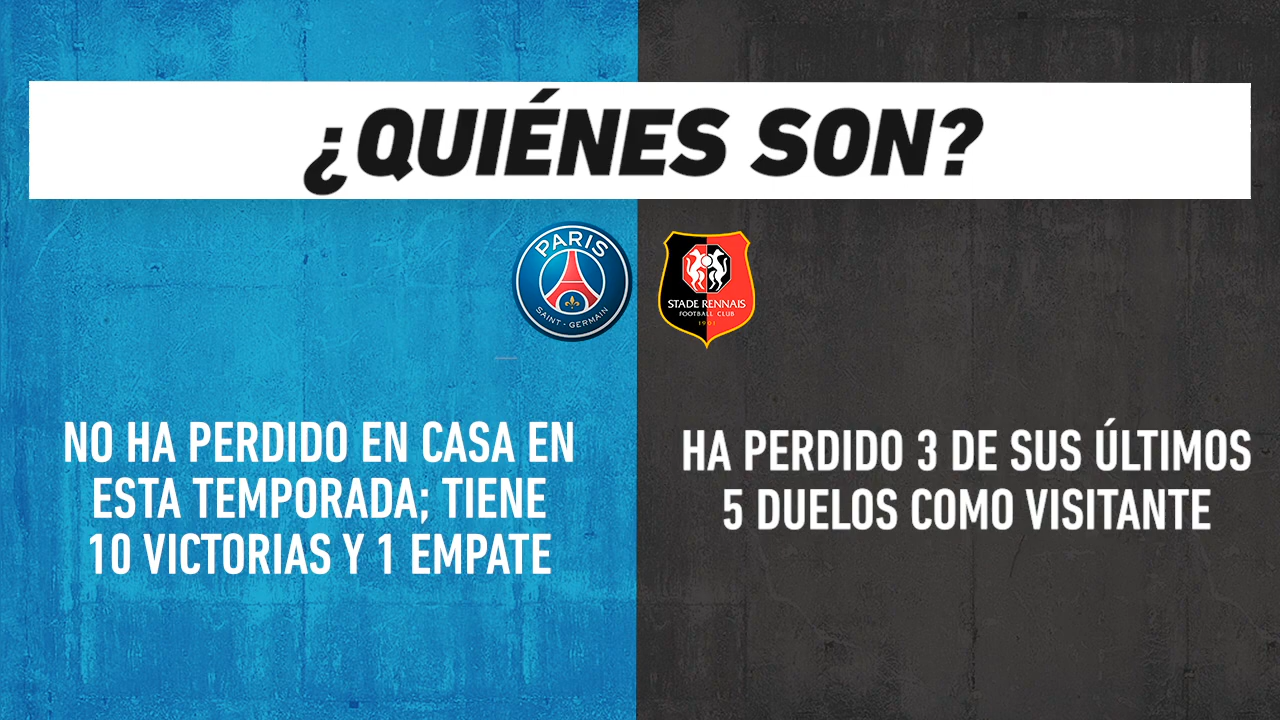 ¿QUIÉNES SON?
PARIS
SAINT-GERMAIN
STADE RENNAIS
FOOTBALL CLUB
1901
NO HA PERDIDO EN CASA EN
ESTA TEMPORADA; TIENE
10 VICTORIAS Y 1 EMPATE
HA PERDIDO 3 DE SUS ÚLTIMOS
5 DUELOS COMO VISITANTE